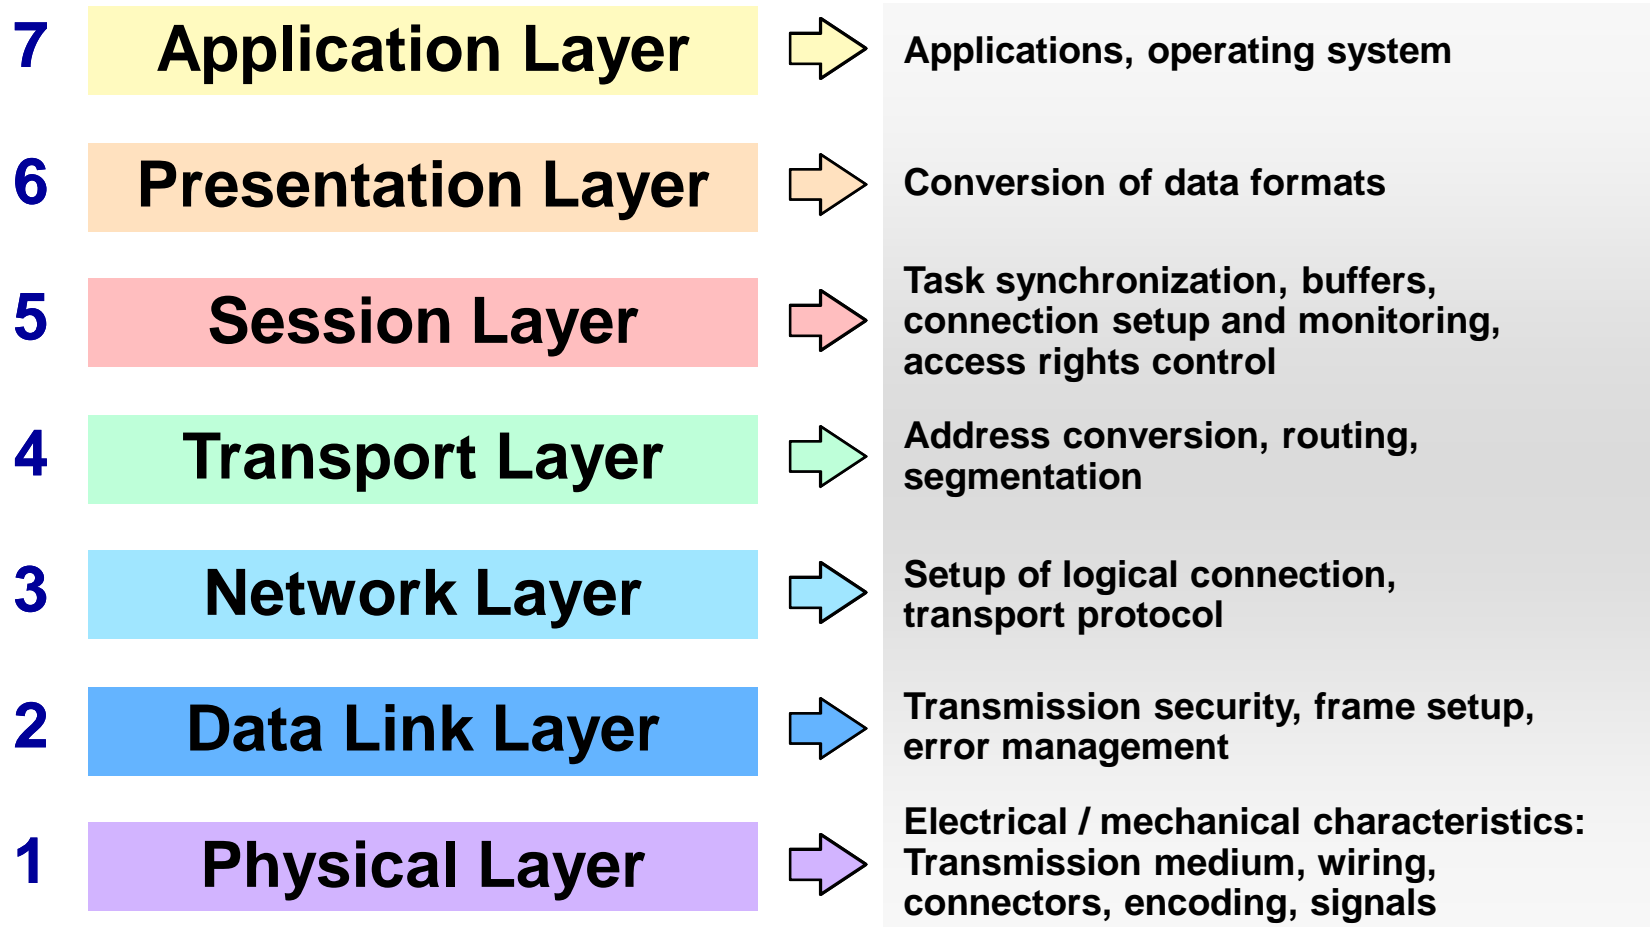 7 Application Layer Applications, operating system
6 Presentation Layer Conversion of data formats
5 Session Layer Task synchronization, buffers,
connection setup and monitoring,
access rights control
4 Transport Layer Address conversion, routing,
segmentation
3 Network Layer Setup of logical connection,
transport protocol
2 Data Link Layer Transmission security, frame setup,
error management
1 Physical Layer Electrical / mechanical characteristics:
Transmission medium, wiring,
connectors, encoding, signals